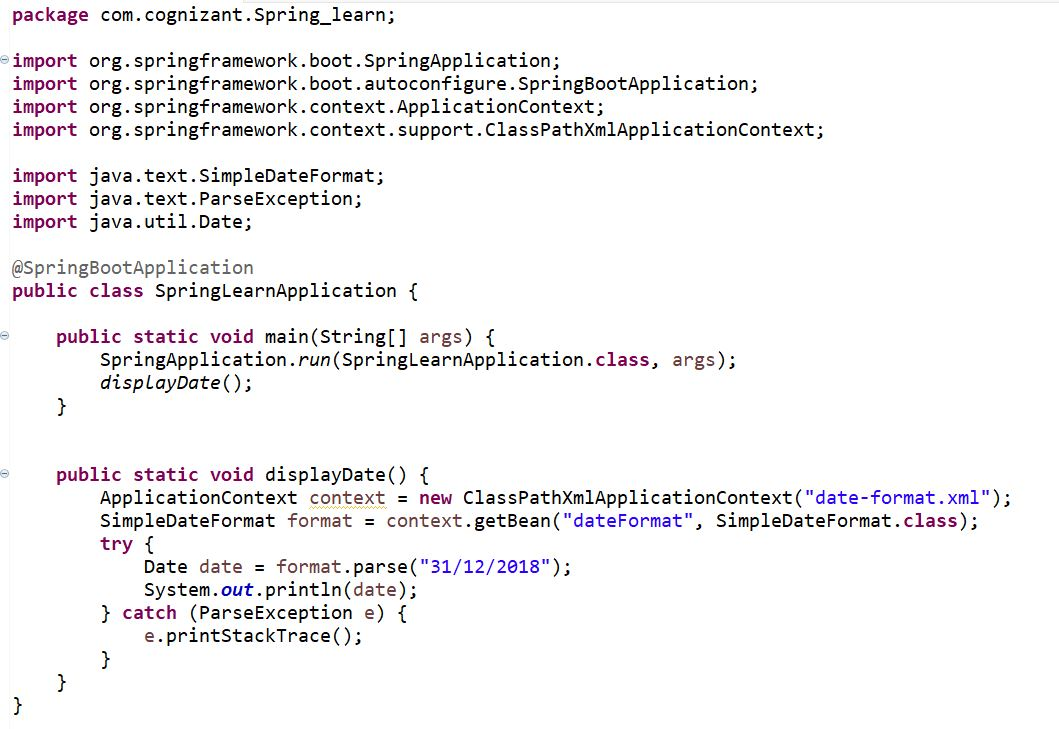 package com.cognizant.Spring_learn;
import org.springframework.boot.SpringApplication;
import org.springframework.boot.autoconfigure.SpringBootApplication;
import org.springframework.context.ApplicationContext;
import org.springframework.context.support.ClassPathXmlApplicationContext;
import java.text.SimpleDateFormat;
import java.text.ParseException;
import java.util.Date;
@SpringBootApplication
public class SpringLearnApplication {
    public static void main(String[] args) {
        SpringApplication.run(SpringLearnApplication.class, args);
        displayDate();
    }
    public static void displayDate() {
        ApplicationContext context = new ClassPathXmlApplicationContext("date-format.xml");
        SimpleDateFormat format = context.getBean("dateFormat", SimpleDateFormat.class);
        try {
            Date date = format.parse("31/12/2018");
            System.out.println(date);
        } catch (ParseException e) {
            e.printStackTrace();
        }
    }
}